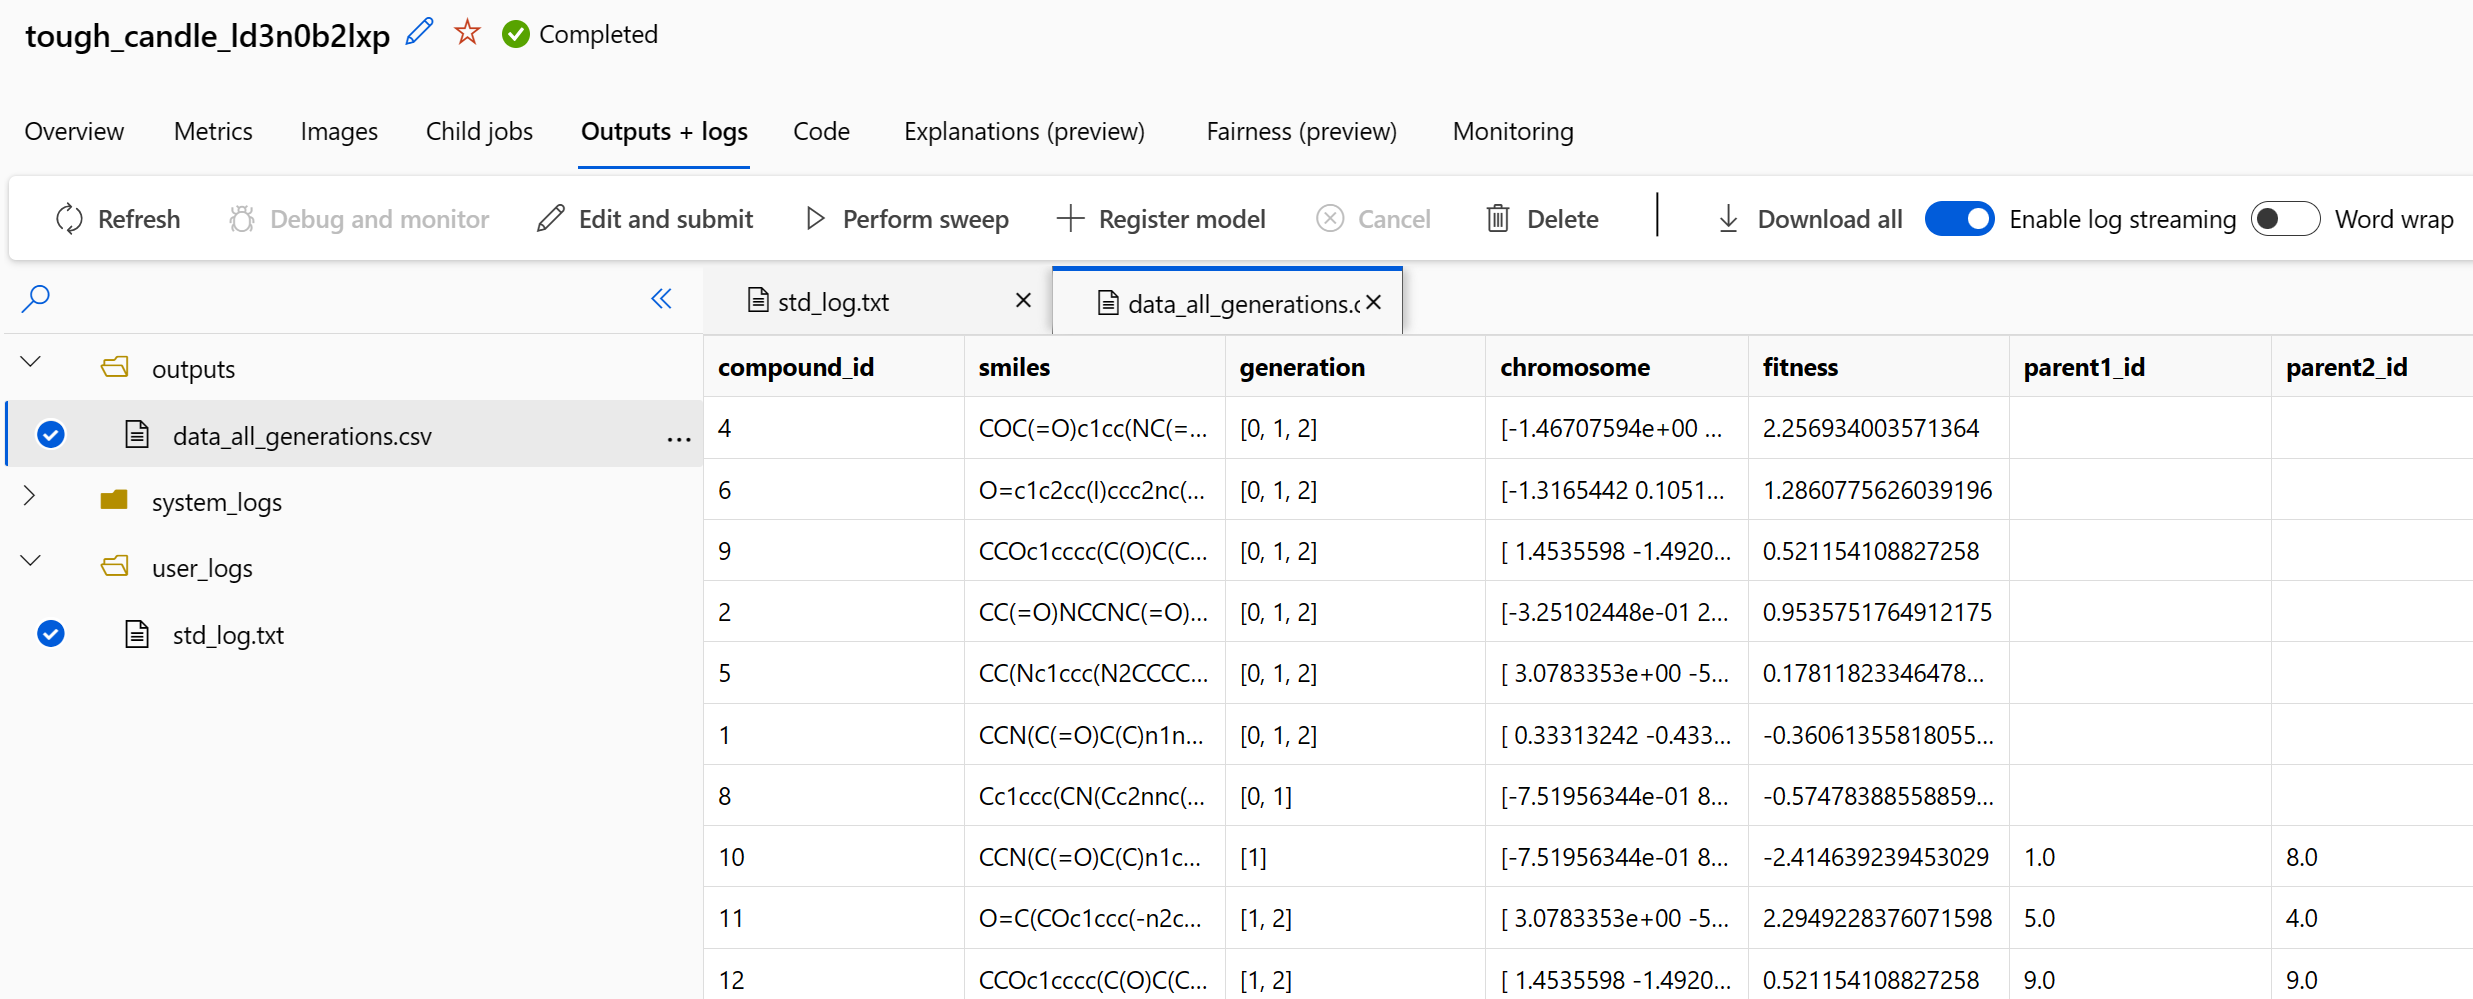 tough_candle_ld3n0b2lxp Completed
Overview Metrics Images Child jobs Outputs + logs Code Explanations (preview) Fairness (preview) Monitoring
Refresh Debug and monitor Edit and submit Perform sweep Register model Cancel Delete Download all Enable log streaming Word wrap
outputs
data_all_generations.csv ...
system_logs
user_logs
std_log.txt
std_log.txt data_all_generations.c
compound_id smiles generation chromosome fitness parent1_id parent2_id
4 COC(=O)c1cc(NC(=... [0, 1, 2] [-1.46707594e+00 ... 2.256934003571364
6 O=c1c2cc(I)ccc2nc(... [0, 1, 2] [-1.3165442 0.1051... 1.2860775626039196
9 CCOc1cccc(C(O)C(C... [0, 1, 2] [ 1.4535598 -1.4920... 0.521154108827258
2 CC(=O)NCCNC(=O)... [0, 1, 2] [-3.25102448e-01 2... 0.9535751764912175
5 CC(Nc1ccc(N2CCCC... [0, 1, 2] [ 3.0783353e+00 -5... 0.17811823346478...
1 CCN(C(=O)C(C)n1n... [0, 1, 2] [ 0.33313242 -0.433... -0.36061355818055...
8 Cc1ccc(CN(Cc2nnc(... [0, 1] [-7.51956344e-01 8... -0.57478388558859...
10 CCN(C(=O)C(C)n1c... [1] [-7.51956344e-01 8... -2.414639239453029 1.0 8.0
11 O=C(COc1ccc(-n2c... [1, 2] [ 3.0783353e+00 -5... 2.2949228376071598 5.0 4.0
12 CCOc1cccc(C(O)C(C... [1, 2] [ 1.4535598 -1.4920... 0.521154108827258 9.0 9.0